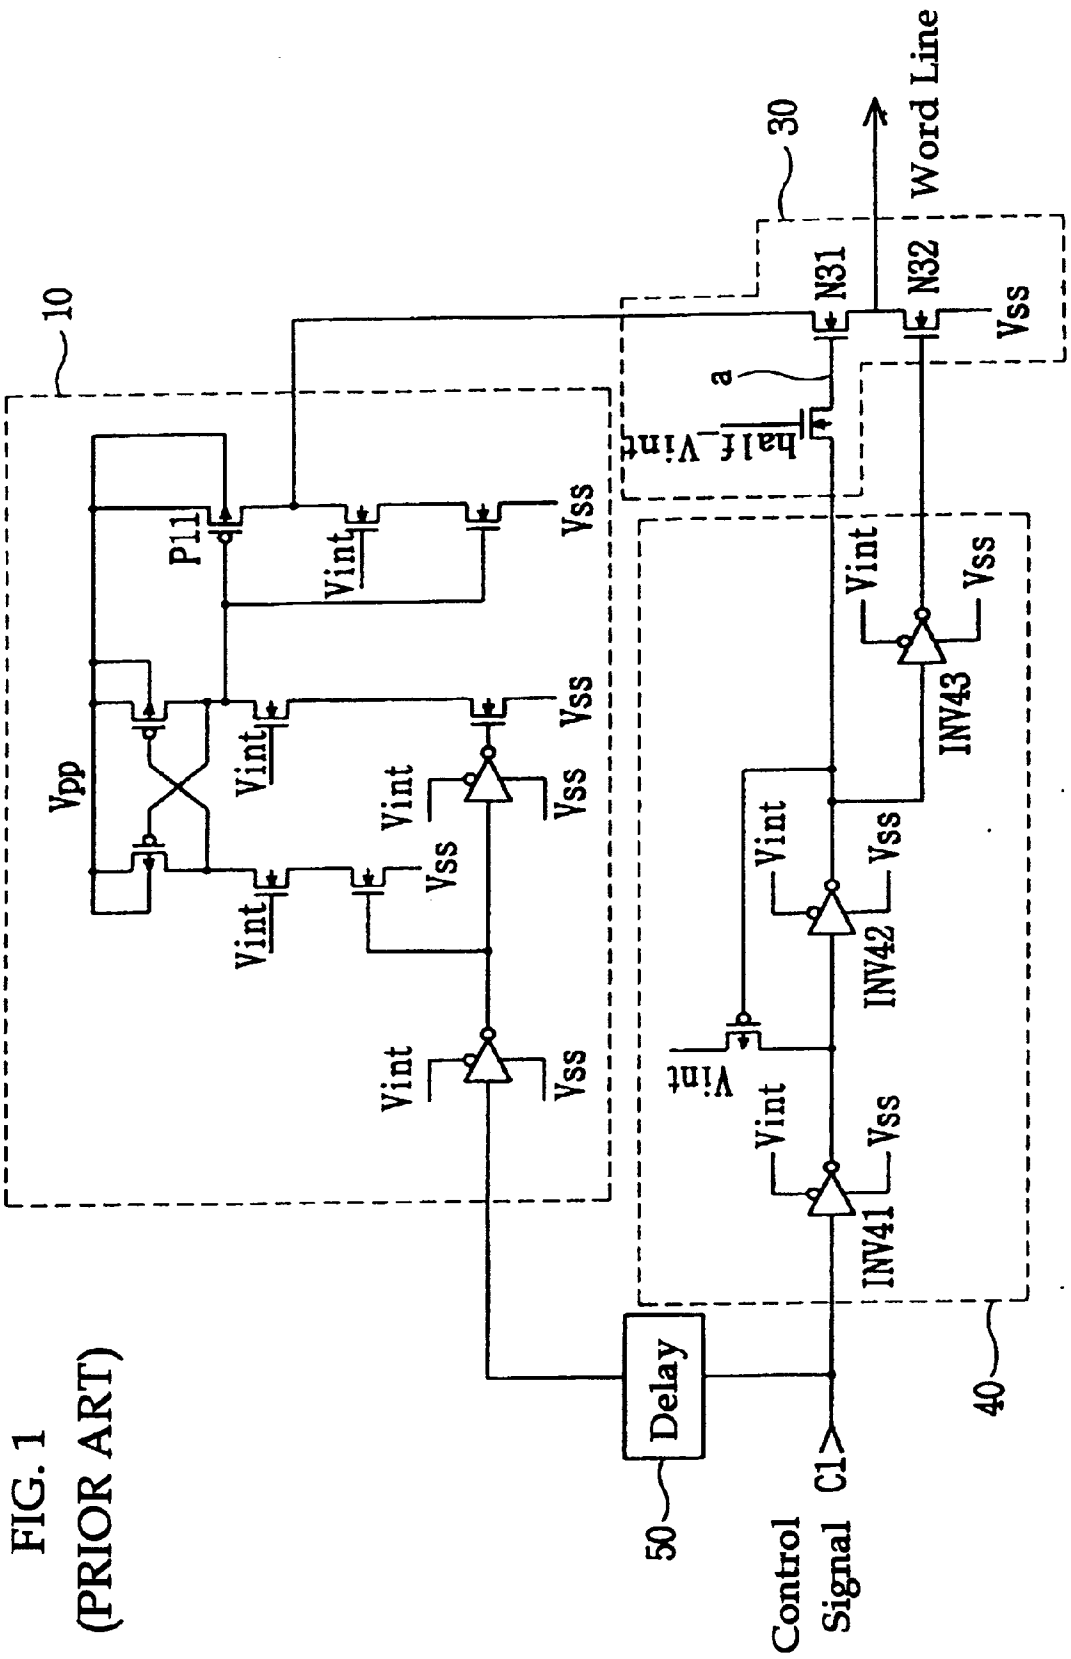 FIG. 1
(PRIOR ART)
10
Vpp
P11
Vint
Vint
Vint
Vss
Vss
Vss
Vint
Vss
Vint
Vss
50
Delay
Control
Signal
C1
40
INV41
Vint
Vss
Vint
INV42
Vint
Vss
INV43
Vint
Vss
30
half_Vint
a
N31
N32
Vss
Word Line